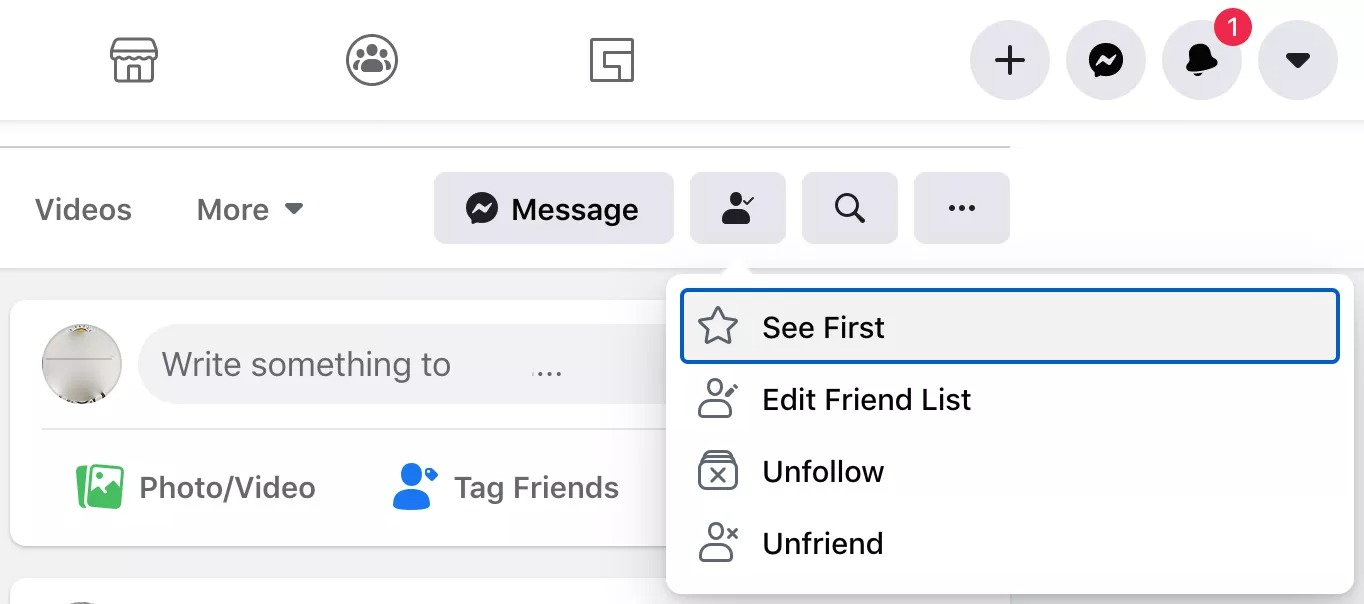 1
Videos
More
Message
See First
Write something to ...
Edit Friend List
Unfollow
Photo/Video
Tag Friends
Unfriend